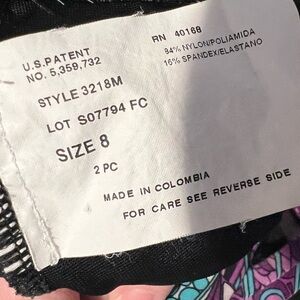 U.S.PATENT
NO. 5,359,732
RN 40168
STYLE 3218M
84% NYLON/POLIAMIDA
16% SPANDEX/ELASTANO
LOT S07794 FC
SIZE 8
2 PC
MADE IN COLOMBIA
FOR CARE SEE REVERSE SIDE